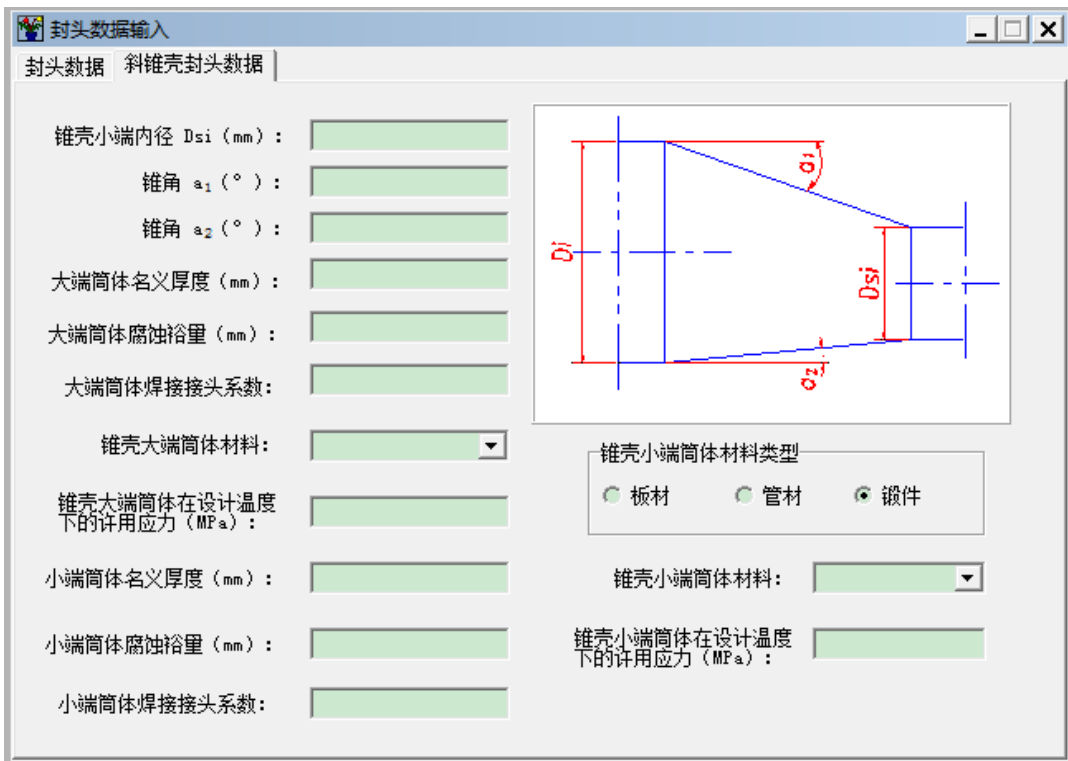 封头数据输入
封头数据 斜锥壳封头数据
锥壳小端内径 Dsi (mm) :
锥角 a₁ (° ) :
锥角 a₂ (° ) :
大端筒体名义厚度 (mm) :
大端筒体腐蚀裕量 (mm) :
大端筒体焊接接头系数:
锥壳大端筒体材料:
锥壳大端筒体在设计温度
下的许用应力 (MPa) :
小端筒体名义厚度 (mm) :
小端筒体腐蚀裕量 (mm) :
小端筒体焊接接头系数:
Di
a1
Dsi
a2
锥壳小端筒体材料类型
板材 管材 锻件
锥壳小端筒体材料:
锥壳小端筒体在设计温度
下的许用应力 (MPa) :